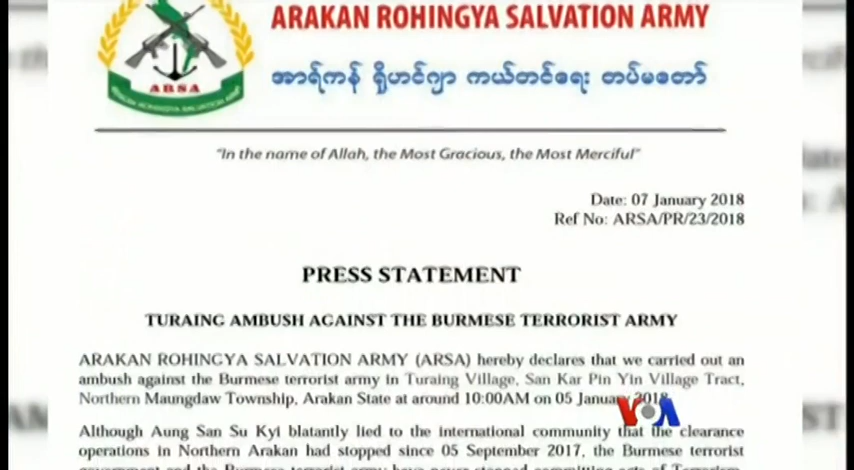 ARAKAN ROHINGYA SALVATION ARMY
အာရ်ကန် ရိုဟင်ဂျာ ကယ်တင်ရေး တပ်မတော်
ARSA
ARAKAN ROHINGYA SALVATION ARMY
"In the name of Allah, the Most Gracious, the Most Merciful"
Date: 07 January 2018
Ref No: ARSA/PR/23/2018
PRESS STATEMENT
TURAING AMBUSH AGAINST THE BURMESE TERRORIST ARMY
ARAKAN ROHINGYA SALVATION ARMY (ARSA) hereby declares that we carried out an
ambush against the Burmese terrorist army in Turaing Village, San Kar Pin Yin Village Tract,
Northern Maungdaw Township, Arakan State at around 10:00AM on 05 January 2018.
VOA
Although Aung San Su Kyi blatantly lied to the international community that the clearance
operations in Northern Arakan had stopped since 05 September 2017, the Burmese terrorist